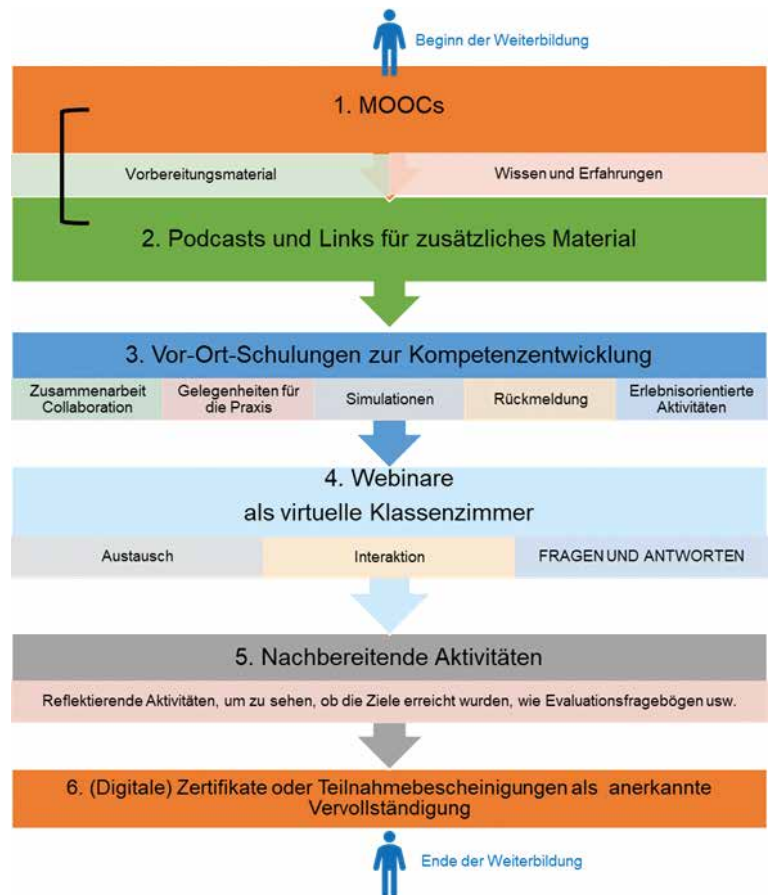 Beginn der Weiterbildung
1. MOOCs
Vorbereitungsmaterial
Wissen und Erfahrungen
2. Podcasts und Links für zusätzliches Material
3. Vor-Ort-Schulungen zur Kompetenzentwicklung
Zusammenarbeit
Collaboration
Gelegenheiten für
die Praxis
Simulationen
Rückmeldung
Erlebnisorientierte
Aktivitäten
4. Webinare
als virtuelle Klassenzimmer
Austausch
Interaktion
FRAGEN UND ANTWORTEN
5. Nachbereitende Aktivitäten
Reflektierende Aktivitäten, um zu sehen, ob die Ziele erreicht wurden, wie Evaluationsfragebögen usw.
6. (Digitale) Zertifikate oder Teilnahmebescheinigungen als anerkannte
Vervollständigung
Ende der Weiterbildung